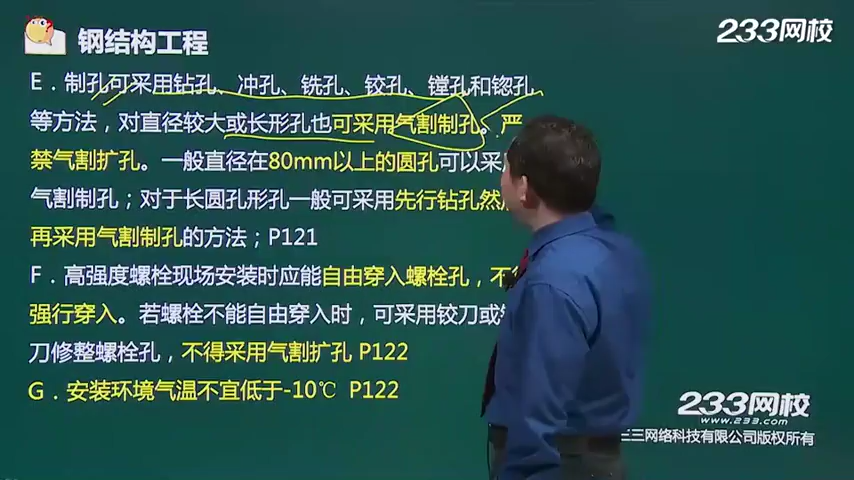 钢结构工程
233网校
E．制孔可采用钻孔、冲孔、铣孔、铰孔、镗孔和锪孔
等方法，对直径较大或长形孔也可采用气割制孔。严
禁气割扩孔。一般直径在80mm以上的圆孔可以采
气割制孔；对于长圆孔形孔一般可采用先行钻孔然
再采用气割制孔的方法；P121
F．高强度螺栓现场安装时应能自由穿入螺栓孔，不
强行穿入。若螺栓不能自由穿入时，可采用铰刀或
刀修整螺栓孔，不得采用气割扩孔 P122
G．安装环境气温不宜低于-10℃ P122
233网校
www.233.com
三网络科技有限公司版权所有